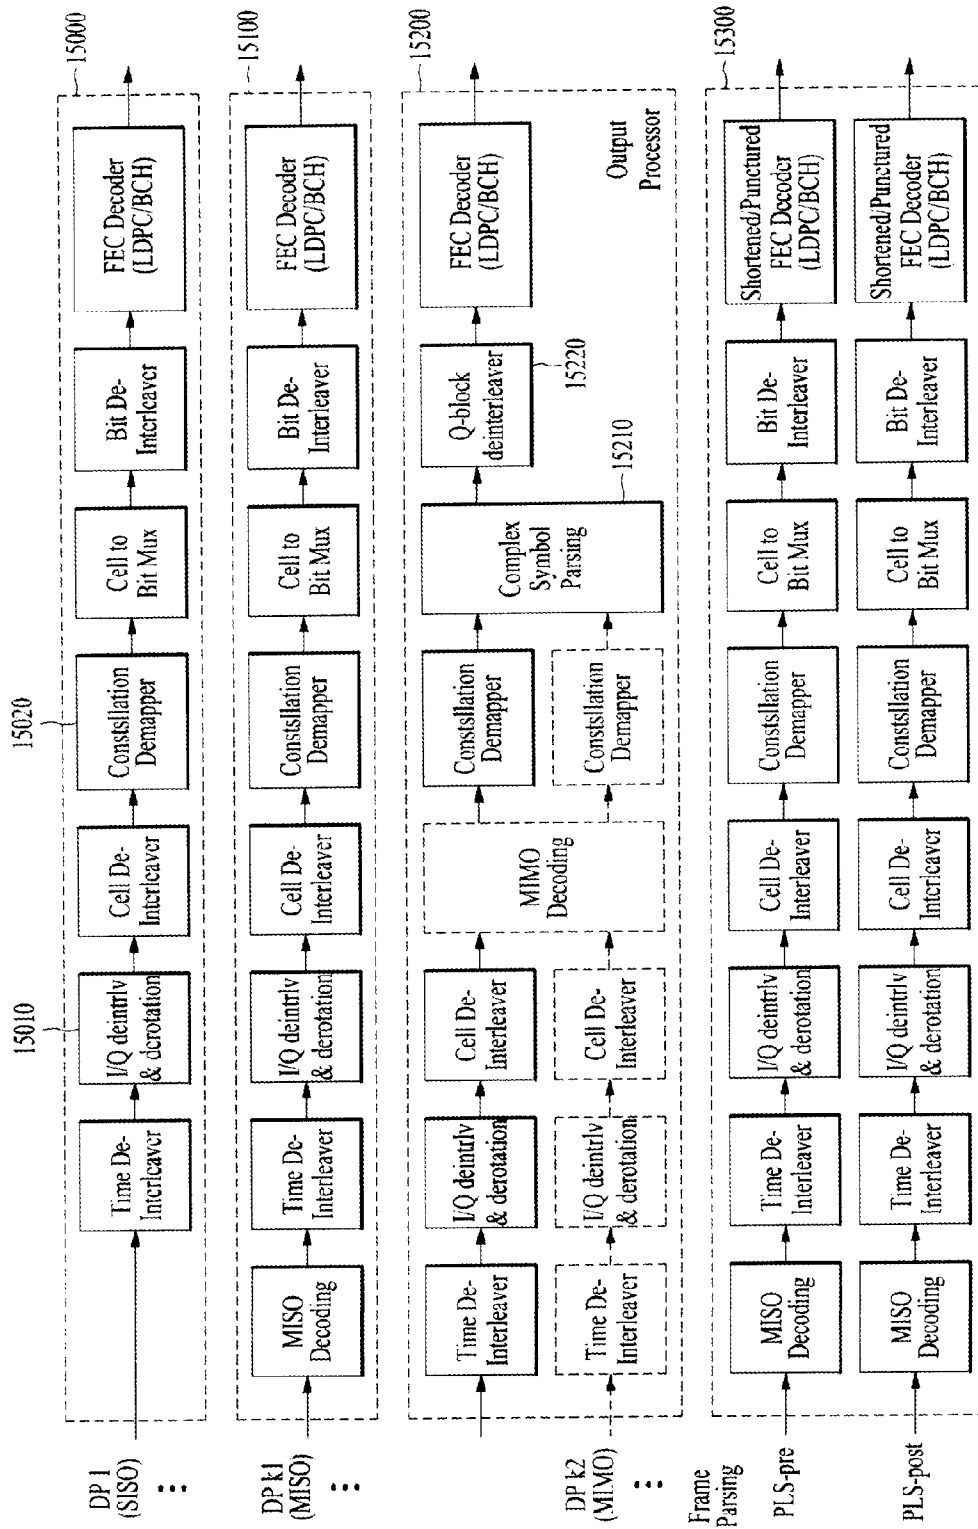 15000
DP 1
(SISO)
Time De-
Interleaver
15010
I/Q deintrlv
& derotation
Cell De-
Interleaver
15020
Constsllation
Demapper
Cell to
Bit Mux
Bit De-
Interleaver
FEC Decoder
(LDPC/BCH)
15100
DP k1
(MISO)
MISO
Decoding
Time De-
Interleaver
I/Q deintrlv
& derotation
Cell De-
Interleaver
Constsllation
Demapper
Cell to
Bit Mux
Bit De-
Interleaver
FEC Decoder
(LDPC/BCH)
15200
Time De-
Interleaver
I/Q deintrlv
& derotation
Cell De-
Interleaver
DP k2
(MIMO)
Time De-
Interleaver
I/Q deintrlv
& derotation
Cell De-
Interleaver
MIMO
Decoding
Constsllation
Demapper
Constsllation
Demapper
Complex
Symbol
Parsing
15210
Q-block
deinterleaver
15220
FEC Decoder
(LDPC/BCH)
Output
Processor
Frame
Parsing
15300
PLS-pre
MISO
Decoding
Time De-
Interleaver
I/Q deintrlv
& derotation
Cell De-
Interleaver
Constsllation
Demapper
Cell to
Bit Mux
Bit De-
Interleaver
Shortened/Punctured
FEC Decoder
(LDPC/BCH)
PLS-post
MISO
Decoding
Time De-
Interleaver
I/Q deintrlv
& derotation
Cell De-
Interleaver
Constsllation
Demapper
Cell to
Bit Mux
Bit De-
Interleaver
Shortened/Punctured
FEC Decoder
(LDPC/BCH)